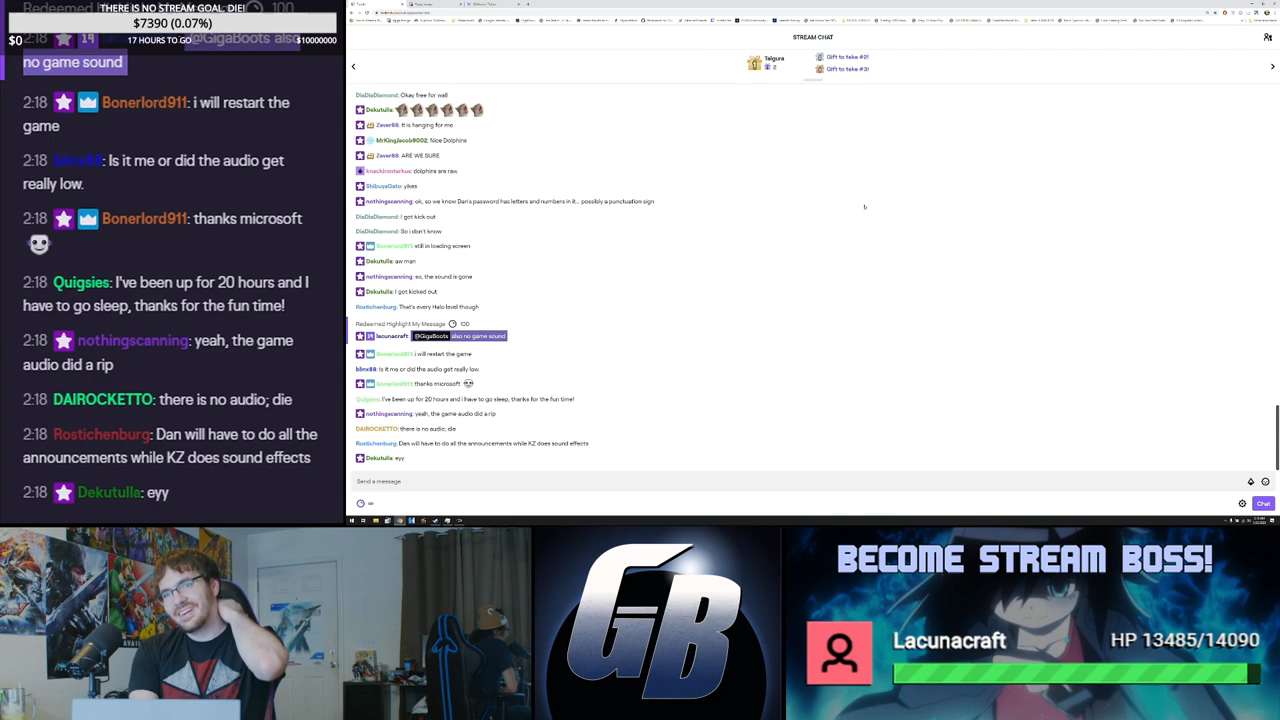 THERE IS NO STREAM GOAL, DIE!
$7390 (0.07%)
$0
17 HOURS TO GO
$10000000
@GigaBoots also
no game sound
2:18 Bonerlord911: i will restart the
game
2:18 blinx88: Is it me or did the audio get
really low.
2:18 Bonerlord911: thanks microsoft
2:18 Quigsies: I've been up for 20 hours and I
have to go sleep, thanks for the fun time!
2:18 nothingscanning: yeah, the game
audio did a rip
2:18 DAIROCKETTO: there is no audio; die
2:18 Rostichenburg: Dan will have to do all the
announcements while KZ does sound effects
2:18 Dekutulla: eyy
STREAM CHAT
Talgura
2
Gift to take #2!
Gift to take #3!
DiaDiaDiamond: Okay free for wall
Dekutulla:
Zaver88: It is hanging for me
MrKingJacob#002: Nice Dolphins
Zaver88: ARE WE SURE
knackirontarkus: dolphins are raw
ShibuyaGato: yikes
nothingscanning: ok, so we know Dan's password has letters and numbers in it... possibly a punctuation sign
DiaDiaDiamond: I got kick out
DiaDiaDiamond: So i don't know
Bonerlord911: still in loading screen
Dekutulla: aw man
nothingscanning: so, the sound is gone
Dekutulla: I got kicked out
Rostichenburg: That's every Halo level though
Redeemed Highlight My Message 100
lacunacraft: @GigaBoots also no game sound
Bonerlord911: i will restart the game
blinx88: Is it me or did the audio get really low.
Bonerlord911: thanks microsoft
Quigsies: I've been up for 20 hours and I have to go sleep, thanks for the fun time!
nothingscanning: yeah, the game audio did a rip
DAIROCKETTO: there is no audio; die
Rostichenburg: Dan will have to do all the announcements while KZ does sound effects
Dekutulla: eyy
Send a message
∞
Chat
GB
BECOME STREAM BOSS!
Lacunacraft
HP 13485/14090